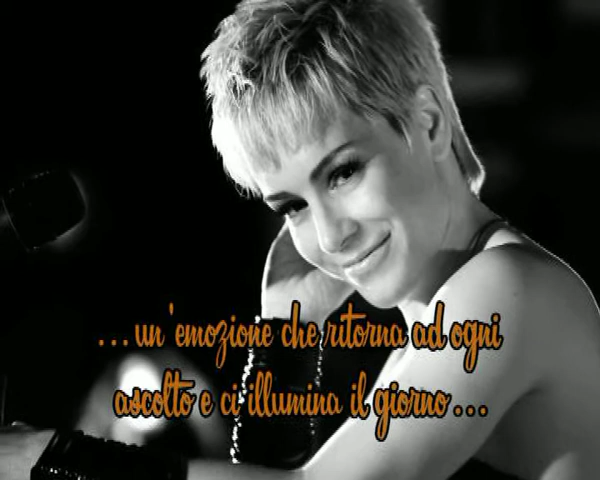 ...un'emozione che ritorna ad ogni
ascolto e ci illumina il giorno...